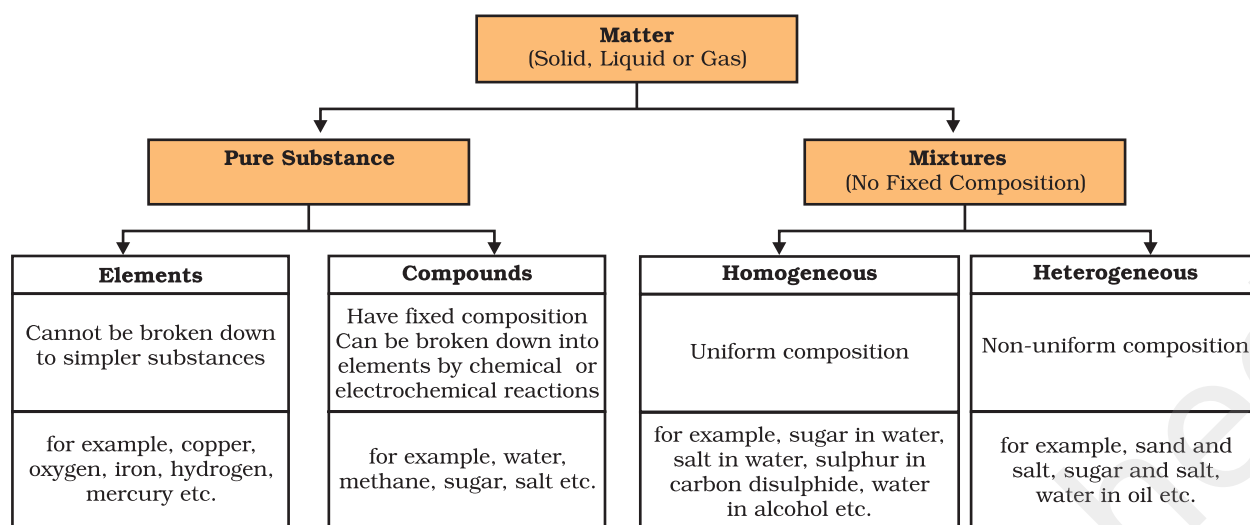 Matter
(Solid, Liquid or Gas)
Pure Substance
Mixtures
(No Fixed Composition)
Elements
Cannot be broken down
to simpler substances
for example, copper,
oxygen, iron, hydrogen,
mercury etc.
Compounds
Have fixed composition
Can be broken down into
elements by chemical or
electrochemical reactions
for example, water,
methane, sugar, salt etc.
Homogeneous
Uniform composition
for example, sugar in water,
salt in water, sulphur in
carbon disulphide, water
in alcohol etc.
Heterogeneous
Non-uniform composition
for example, sand and
salt, sugar and salt,
water in oil etc.